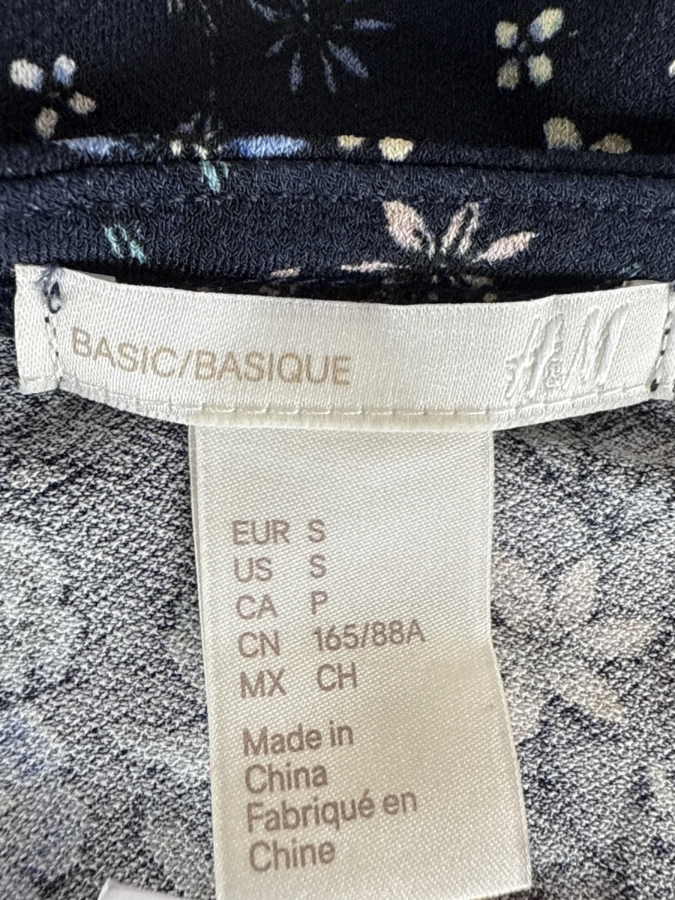 BASIC/BASIQUE H&M
EUR S
US S
CA P
CN 165/88A
MX CH
Made in
China
Fabriqué en
Chine